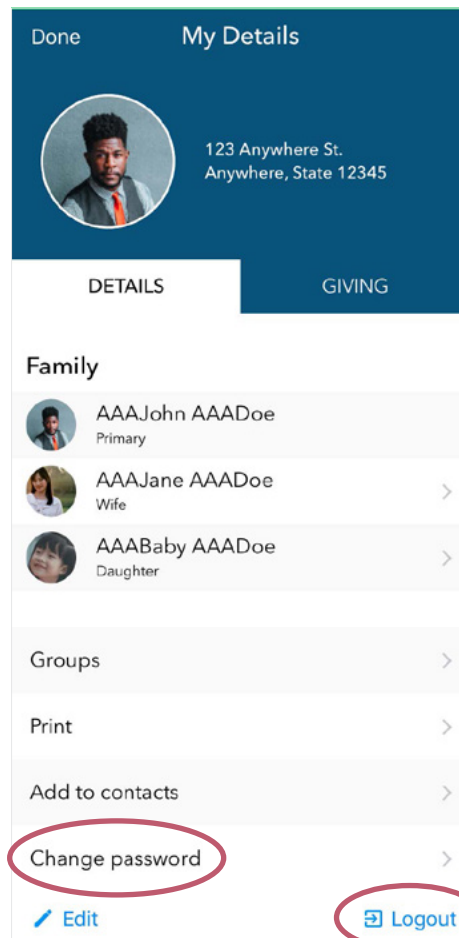 Done My Details
123 Anywhere St.
Anywhere, State 12345
DETAILS GIVING
Family
AAAJohn AAADoe
Primary
AAAJane AAADoe
Wife
AAABaby AAADoe
Daughter
Groups
Print
Add to contacts
Change password
Edit Logout